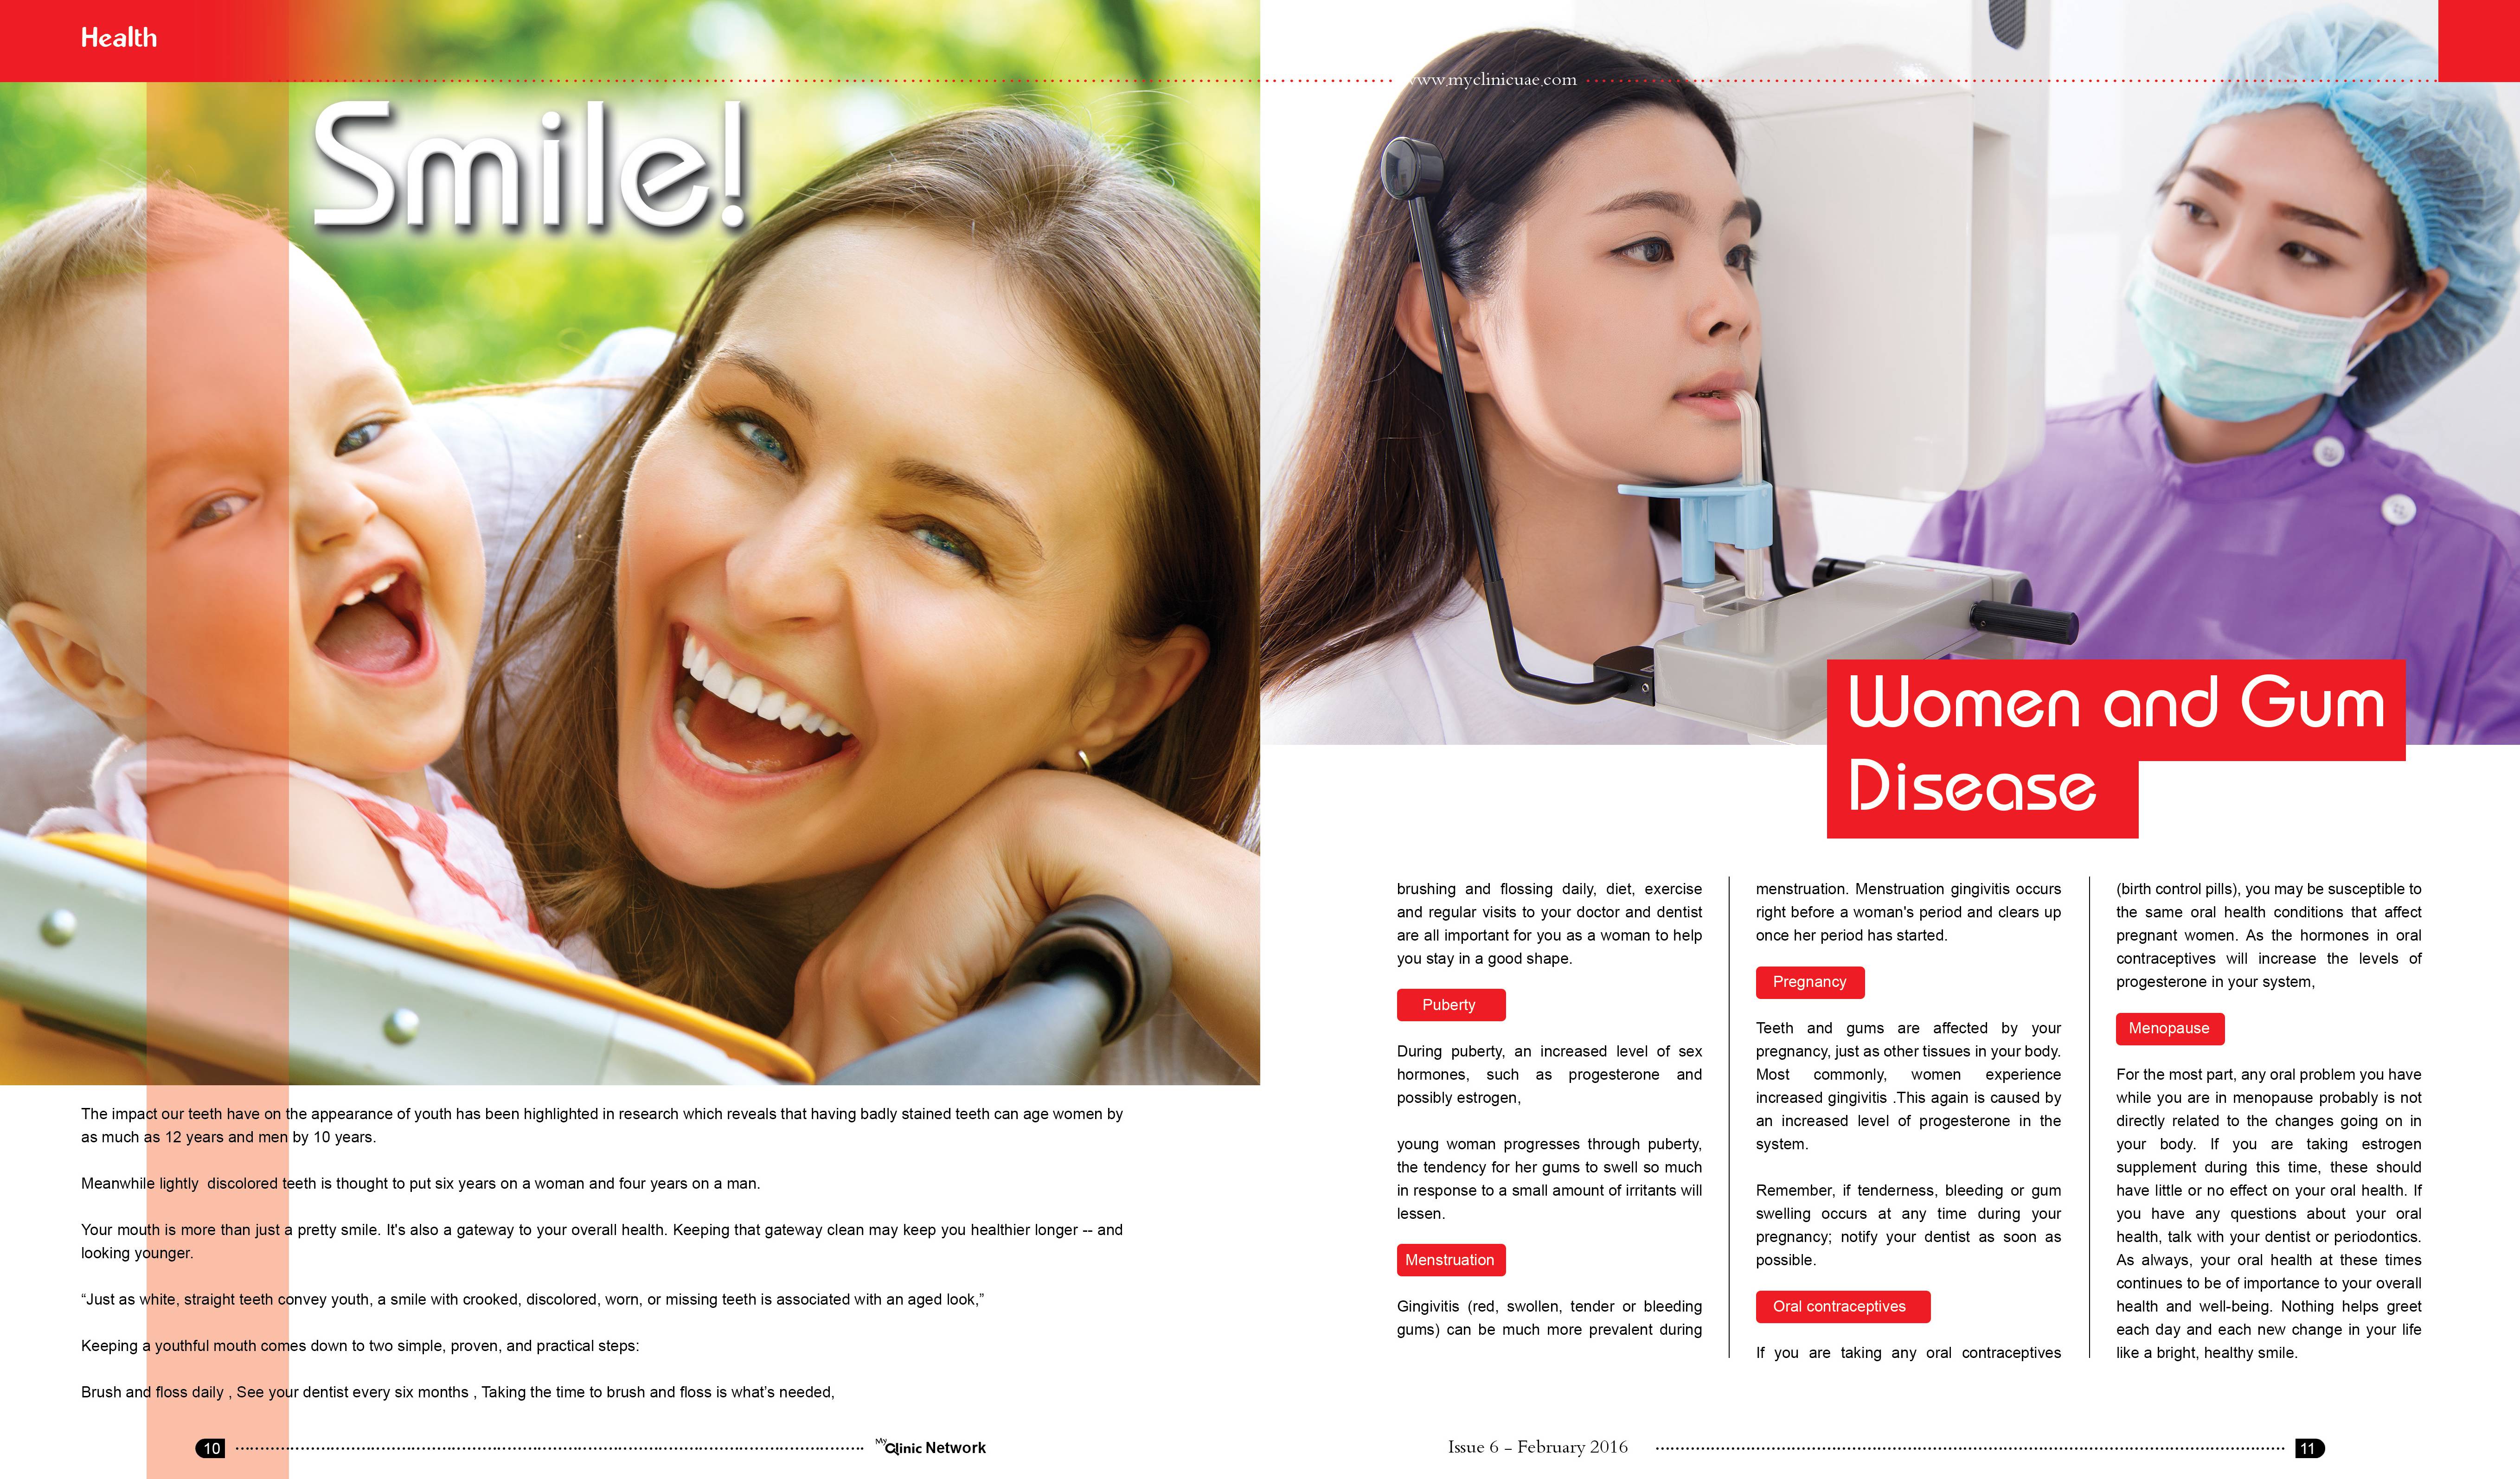 Health
Smile!
The impact our teeth have on the appearance of youth has been highlighted in research which reveals that having badly stained teeth can age women by
as much as 12 years and men by 10 years.
Meanwhile lightly  discolored teeth is thought to put six years on a woman and four years on a man.
Your mouth is more than just a pretty smile. It's also a gateway to your overall health. Keeping that gateway clean may keep you healthier longer -- and
looking younger.
“Just as white, straight teeth convey youth, a smile with crooked, discolored, worn, or missing teeth is associated with an aged look,”
Keeping a youthful mouth comes down to two simple, proven, and practical steps:
Brush and floss daily , See your dentist every six months , Taking the time to brush and floss is what’s needed,
10
My Clinic Network
www.myclinicuae.com
Women and Gum
Disease
brushing and flossing daily, diet, exercise
and regular visits to your doctor and dentist
are all important for you as a woman to help
you stay in a good shape.
Puberty
During puberty, an increased level of sex
hormones, such as progesterone and
possibly estrogen,
young woman progresses through puberty,
the tendency for her gums to swell so much
in response to a small amount of irritants will
lessen.
Menstruation
Gingivitis (red, swollen, tender or bleeding
gums) can be much more prevalent during
menstruation. Menstruation gingivitis occurs
right before a woman's period and clears up
once her period has started.
Pregnancy
Teeth and gums are affected by your
pregnancy, just as other tissues in your body.
Most commonly, women experience
increased gingivitis .This again is caused by
an increased level of progesterone in the
system.
Remember, if tenderness, bleeding or gum
swelling occurs at any time during your
pregnancy; notify your dentist as soon as
possible.
Oral contraceptives
If you are taking any oral contraceptives
(birth control pills), you may be susceptible to
the same oral health conditions that affect
pregnant women. As the hormones in oral
contraceptives will increase the levels of
progesterone in your system,
Menopause
For the most part, any oral problem you have
while you are in menopause probably is not
directly related to the changes going on in
your body. If you are taking estrogen
supplement during this time, these should
have little or no effect on your oral health. If
you have any questions about your oral
health, talk with your dentist or periodontics.
As always, your oral health at these times
continues to be of importance to your overall
health and well-being. Nothing helps greet
each day and each new change in your life
like a bright, healthy smile.
Issue 6 – February 2016
11